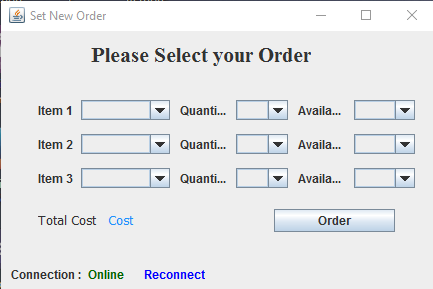 Set New Order
Please Select your Order
Item 1 Quanti... Availa...
Item 2 Quanti... Availa...
Item 3 Quanti... Availa...
Total Cost Cost Order
Connection : Online Reconnect